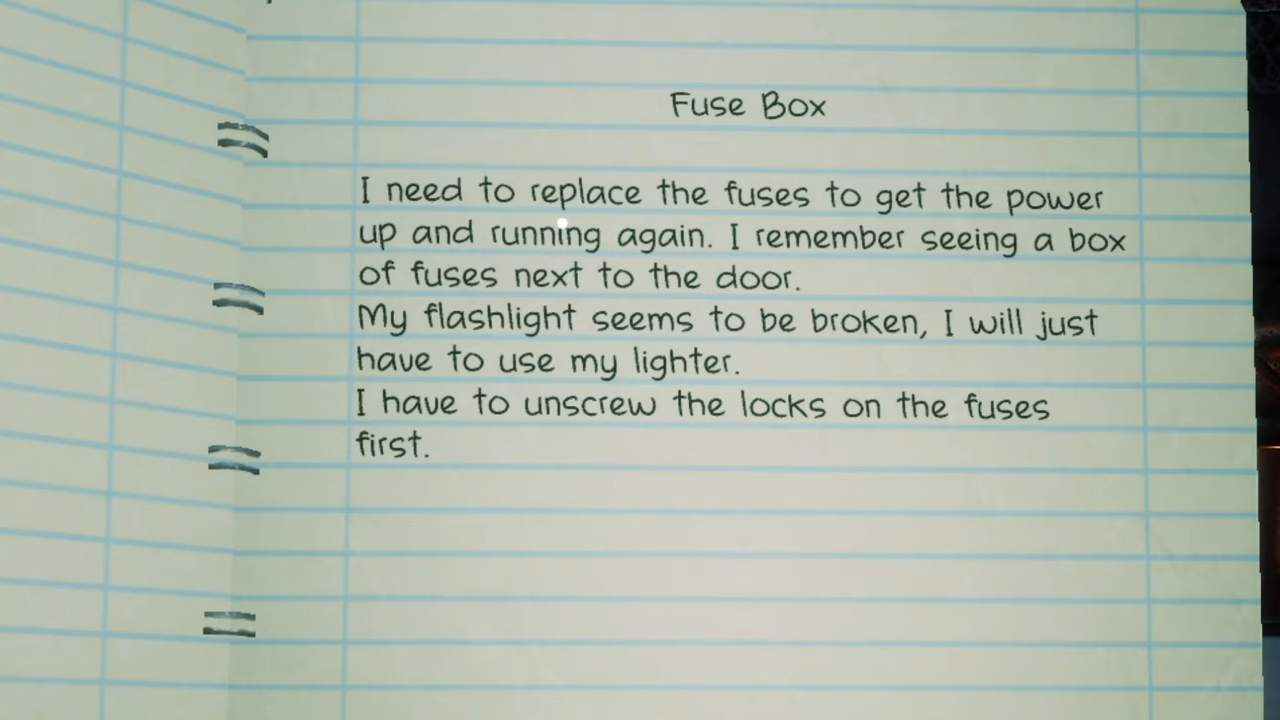 Fuse Box
I need to replace the fuses to get the power
up and running again. I remember seeing a box
of fuses next to the door.
My flashlight seems to be broken, I will just
have to use my lighter.
I have to unscrew the locks on the fuses
first.